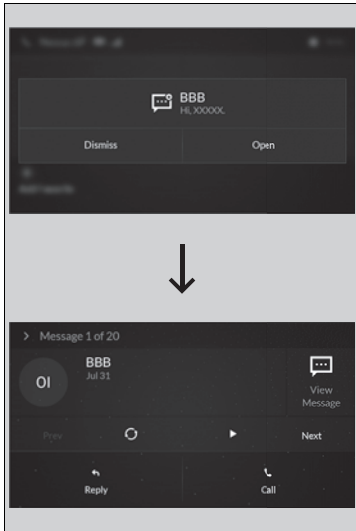 BBB
Hi, XXXXX.
Dismiss
Open
Message 1 of 20
OI
BBB
Jul 31
View
Message
Prev
Next
Reply
Call